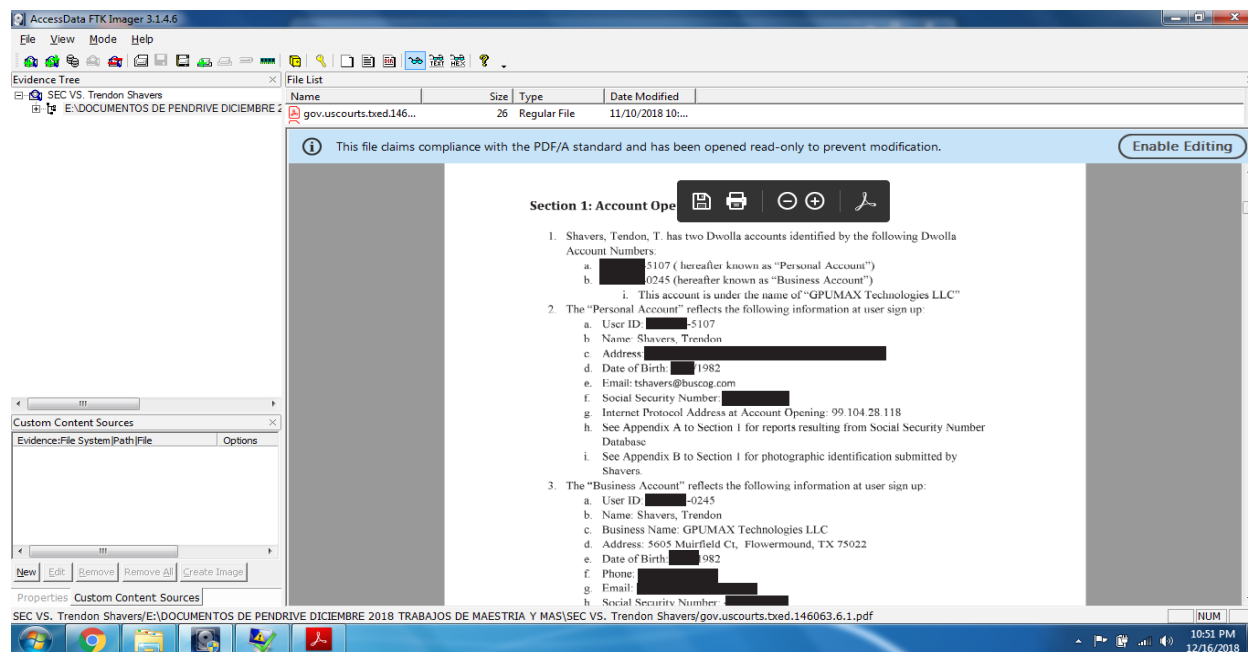 AccessData FTK Imager 3.1.4.6
File View Mode Help
Evidence Tree
SEC VS. Trendon Shavers
E:\DOCUMENTOS DE PENDRIVE DICIEMBRE 2
File List
Name Size Type Date Modified
gov.uscourts.txed.146... 26 Regular File 11/10/2018 10:...
This file claims compliance with the PDF/A standard and has been opened read-only to prevent modification.
Enable Editing
Section 1: Account Ope
1. Shavers, Tendon, T. has two Dwolla accounts identified by the following Dwolla
Account Numbers:
a. -5107 ( hereafter known as “Personal Account”)
b. -0245 (hereafter known as “Business Account”)
i. This account is under the name of “GPUMAX Technologies LLC”
2. The “Personal Account” reflects the following information at user sign up:
a. User ID: -5107
b. Name: Shavers, Trendon
c. Address:
d. Date of Birth: /1982
e. Email: tshavers@buscog.com
f. Social Security Number:
g. Internet Protocol Address at Account Opening: 99.104.28.118
h. See Appendix A to Section 1 for reports resulting from Social Security Number
Database
i. See Appendix B to Section 1 for photographic identification submitted by
Shavers.
3. The “Business Account” reflects the following information at user sign up:
a. User ID: -0245
b. Name: Shavers, Trendon
c. Business Name: GPUMAX Technologies LLC
d. Address: 5605 Muirfield Ct, Flowermound, TX 75022
e. Date of Birth: 1982
f. Phone:
g. Email:
h. Social Security Number: -
Custom Content Sources
Evidence:File System|Path|File Options
New Edit Remove Remove All Create Image
Properties Custom Content Sources
SEC VS. Trendon Shavers/E:\DOCUMENTOS DE PENDRIVE DICIEMBRE 2018 TRABAJOS DE MAESTRIA Y MAS\SEC VS. Trendon Shavers/gov.uscourts.txed.146063.6.1.pdf
NUM
10:51 PM
12/16/2018